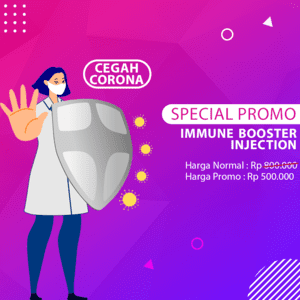 CEGAH
CORONA
SPECIAL PROMO
IMMUNE BOOSTER
INJECTION
Harga Normal : Rp 800.000
Harga Promo : Rp 500.000